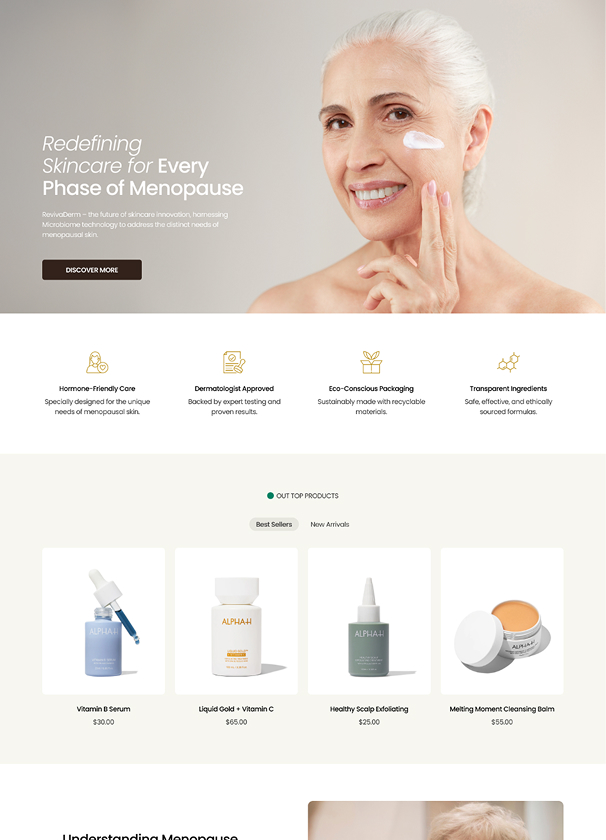 Redefining
Skincare for Every
Phase of Menopause
RevivaDerm – the future of skincare innovation, harnessing
Microbiome technology to address the distinct needs of
menopausal skin.
DISCOVER MORE
Hormone-Friendly Care
Specially designed for the unique
needs of menopausal skin.
Dermatologist Approved
Backed by expert testing and
proven results.
Eco-Conscious Packaging
Sustainably made with recyclable
materials.
Transparent Ingredients
Safe, effective, and ethically
sourced formulas.
OUT TOP PRODUCTS
Best Sellers
New Arrivals
ALPHA-H
ALPHA-H
ALPHA-H
ALPHA-H
Vitamin B Serum
$30.00
Liquid Gold + Vitamin C
$65.00
Healthy Scalp Exfoliating
$25.00
Melting Moment Cleansing Balm
$55.00
Understanding Menopause